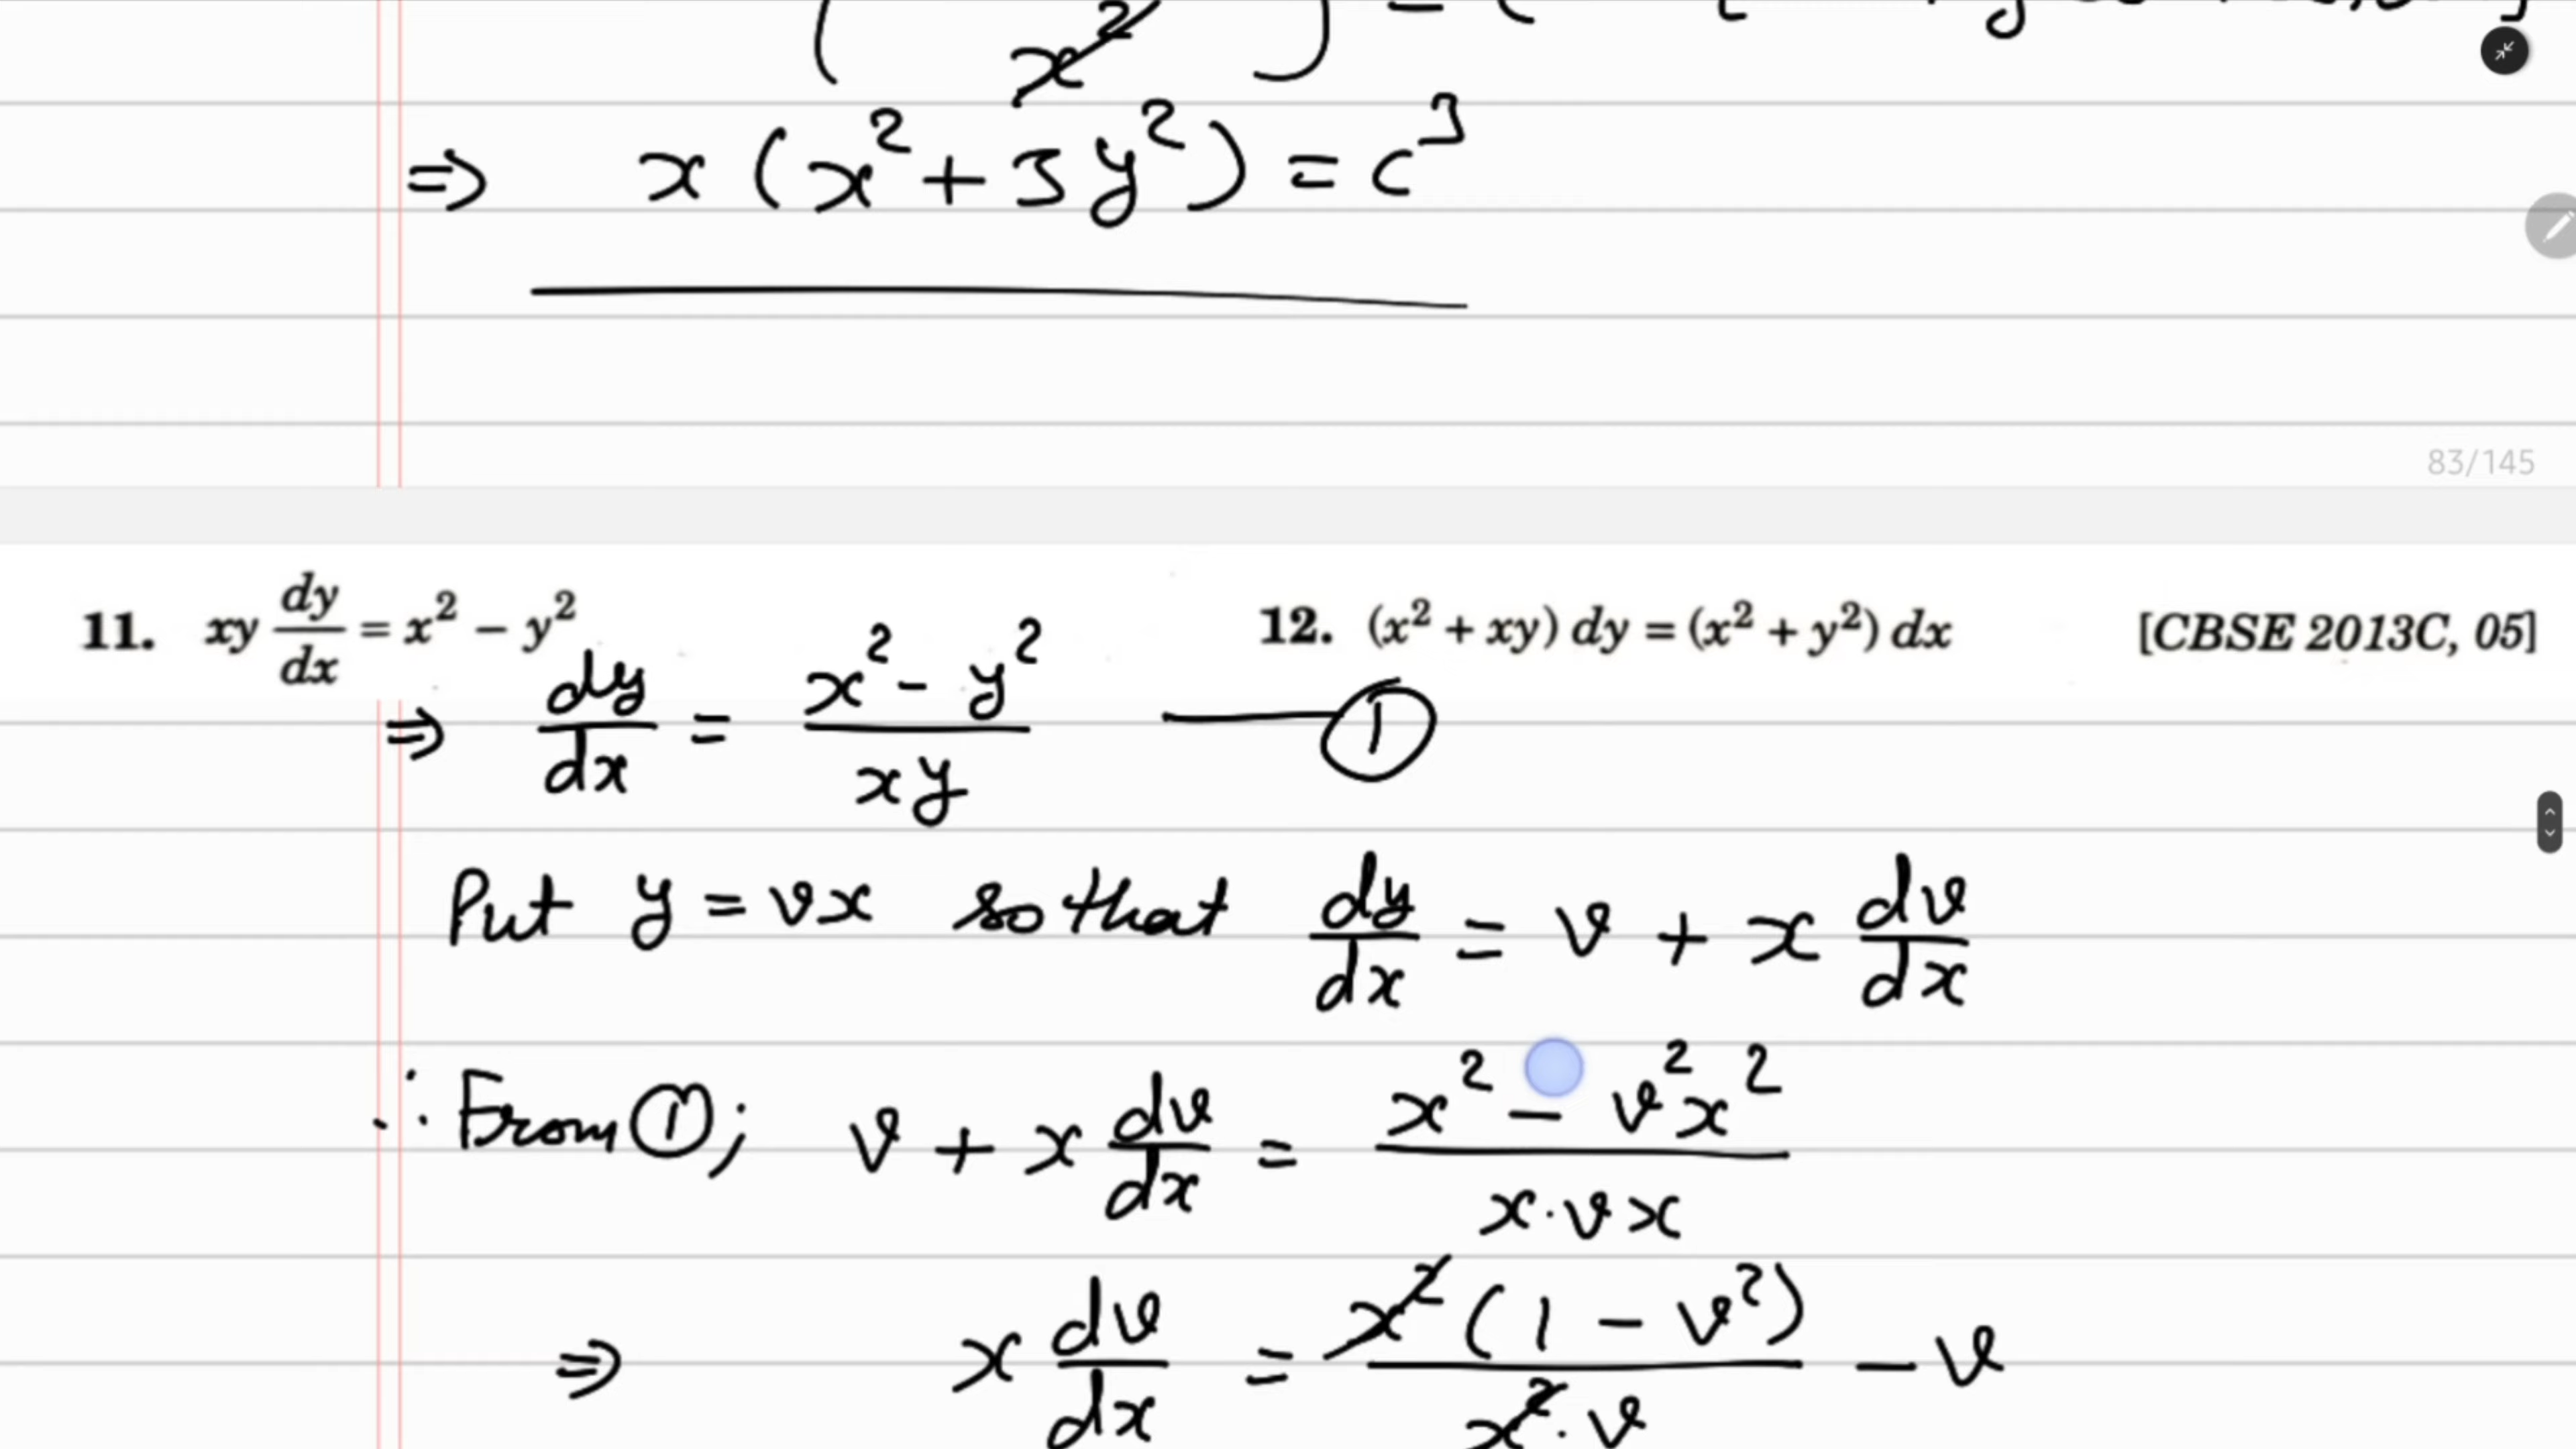 x²
⇒ x(x² + 3y²) = c³
83/145
11. xy dy/dx = x² − y²
12. (x² + xy) dy = (x² + y²) dx [CBSE 2013C, 05]
⇒ dy/dx = (x² − y²)/(xy) —— ①
Put y = vx so that dy/dx = v + x dv/dx
∴ From ①; v + x dv/dx = (x² − v²x²)/(x·vx)
⇒ x dv/dx = x²(1 − v²)/(x²·v) − v